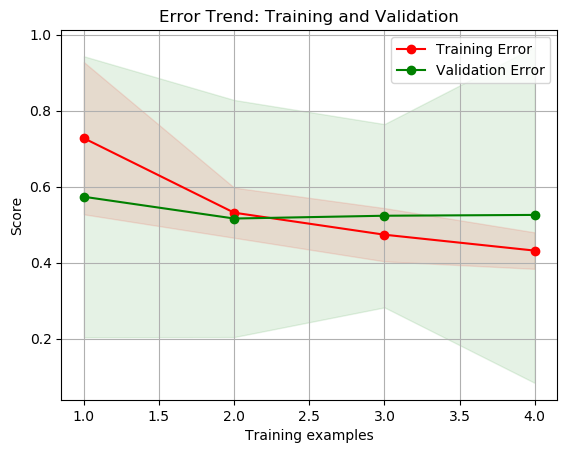 Error Trend: Training and Validation
Training Error
Validation Error
Score
1.0
0.8
0.6
0.4
0.2
1.0 1.5 2.0 2.5 3.0 3.5 4.0
Training examples